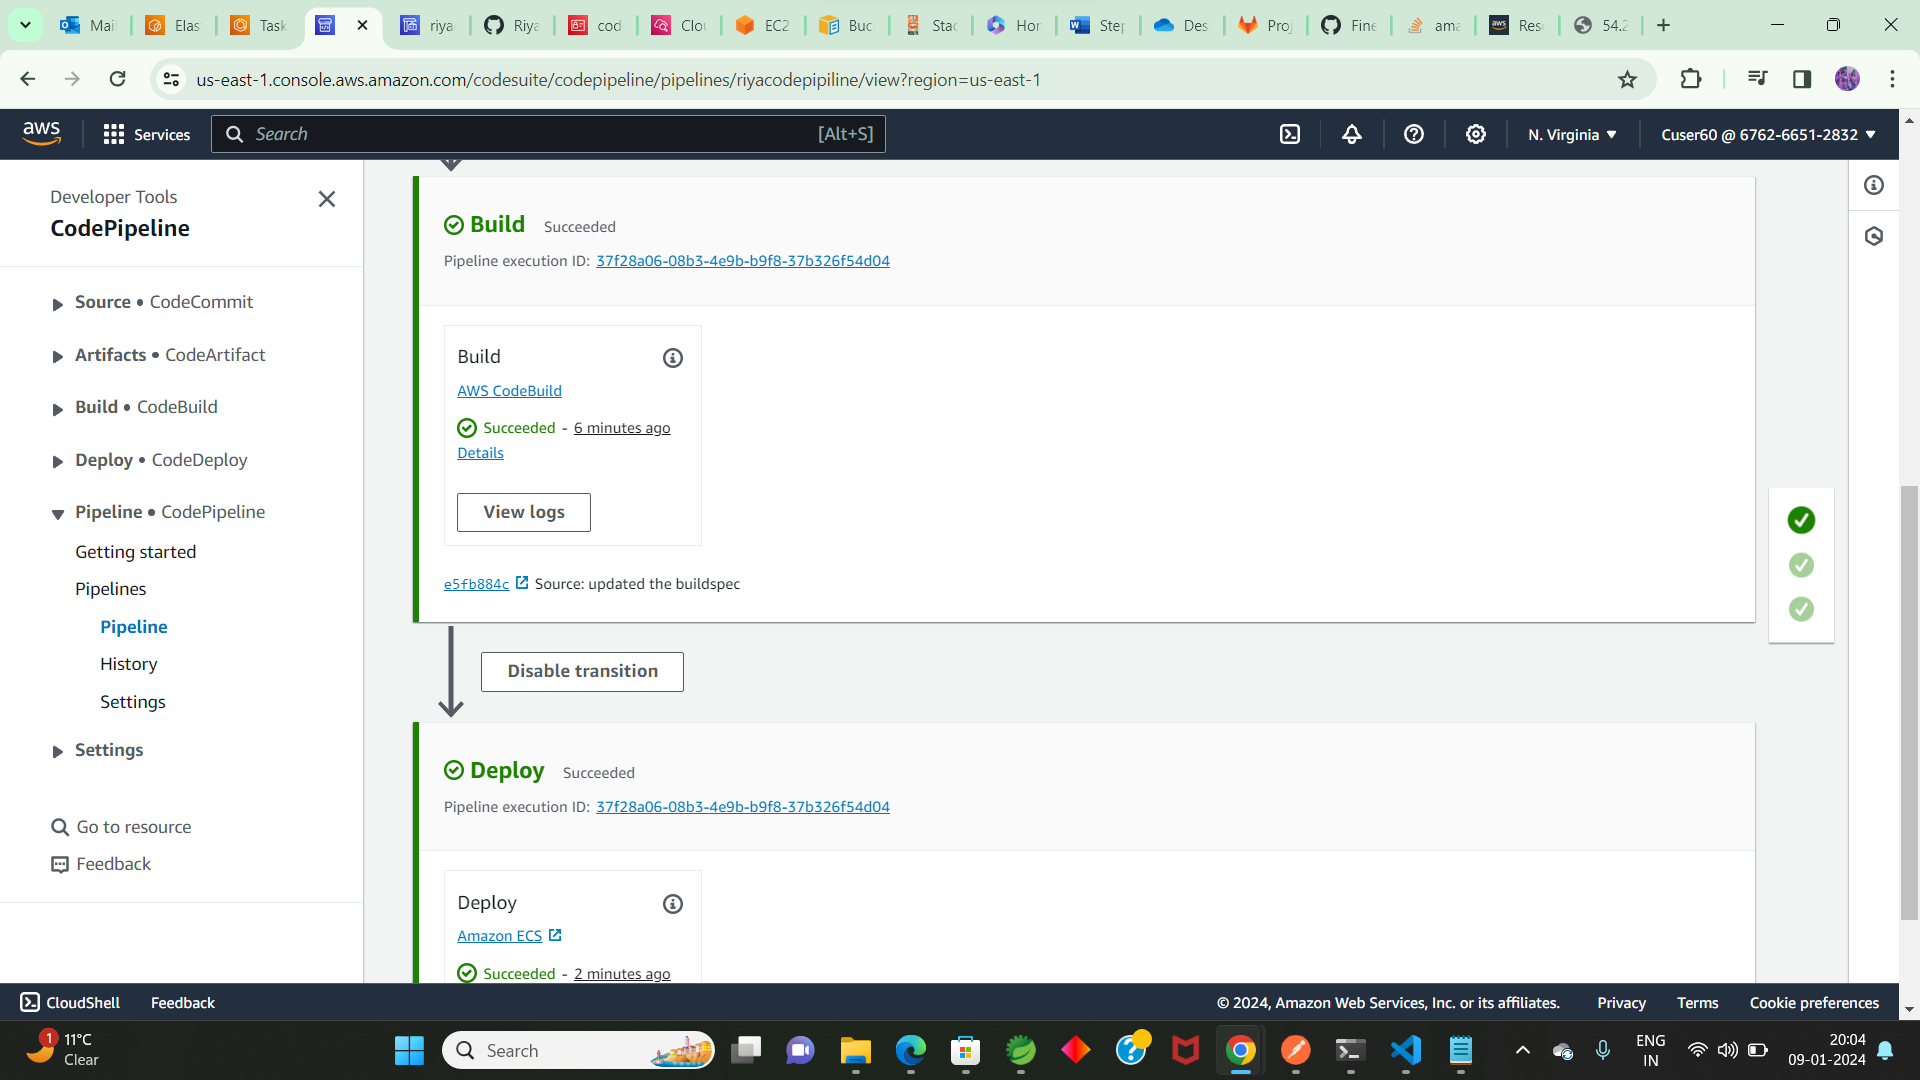 Mail
Elas
Task
riya
Riya
cod
Clou
EC2
Buc
Stac
Hor
Step
Des
Proj
Fine
ama
Reso
54.2
us-east-1.console.aws.amazon.com/codesuite/codepipeline/pipelines/riyacodepipiline/view?region=us-east-1
aws
Services
Search
[Alt+S]
N. Virginia
Cuser60 @ 6762-6651-2832
Developer Tools
CodePipeline
Source • CodeCommit
Artifacts • CodeArtifact
Build • CodeBuild
Deploy • CodeDeploy
Pipeline • CodePipeline
Getting started
Pipelines
Pipeline
History
Settings
Settings
Go to resource
Feedback
Build Succeeded
Pipeline execution ID: 37f28a06-08b3-4e9b-b9f8-37b326f54d04
Build
AWS CodeBuild
Succeeded - 6 minutes ago
Details
View logs
e5fb884c Source: updated the buildspec
Disable transition
Deploy Succeeded
Pipeline execution ID: 37f28a06-08b3-4e9b-b9f8-37b326f54d04
Deploy
Amazon ECS
Succeeded - 2 minutes ago
CloudShell
Feedback
© 2024, Amazon Web Services, Inc. or its affiliates.
Privacy
Terms
Cookie preferences
1
11°C
Clear
Search
ENG
IN
20:04
09-01-2024